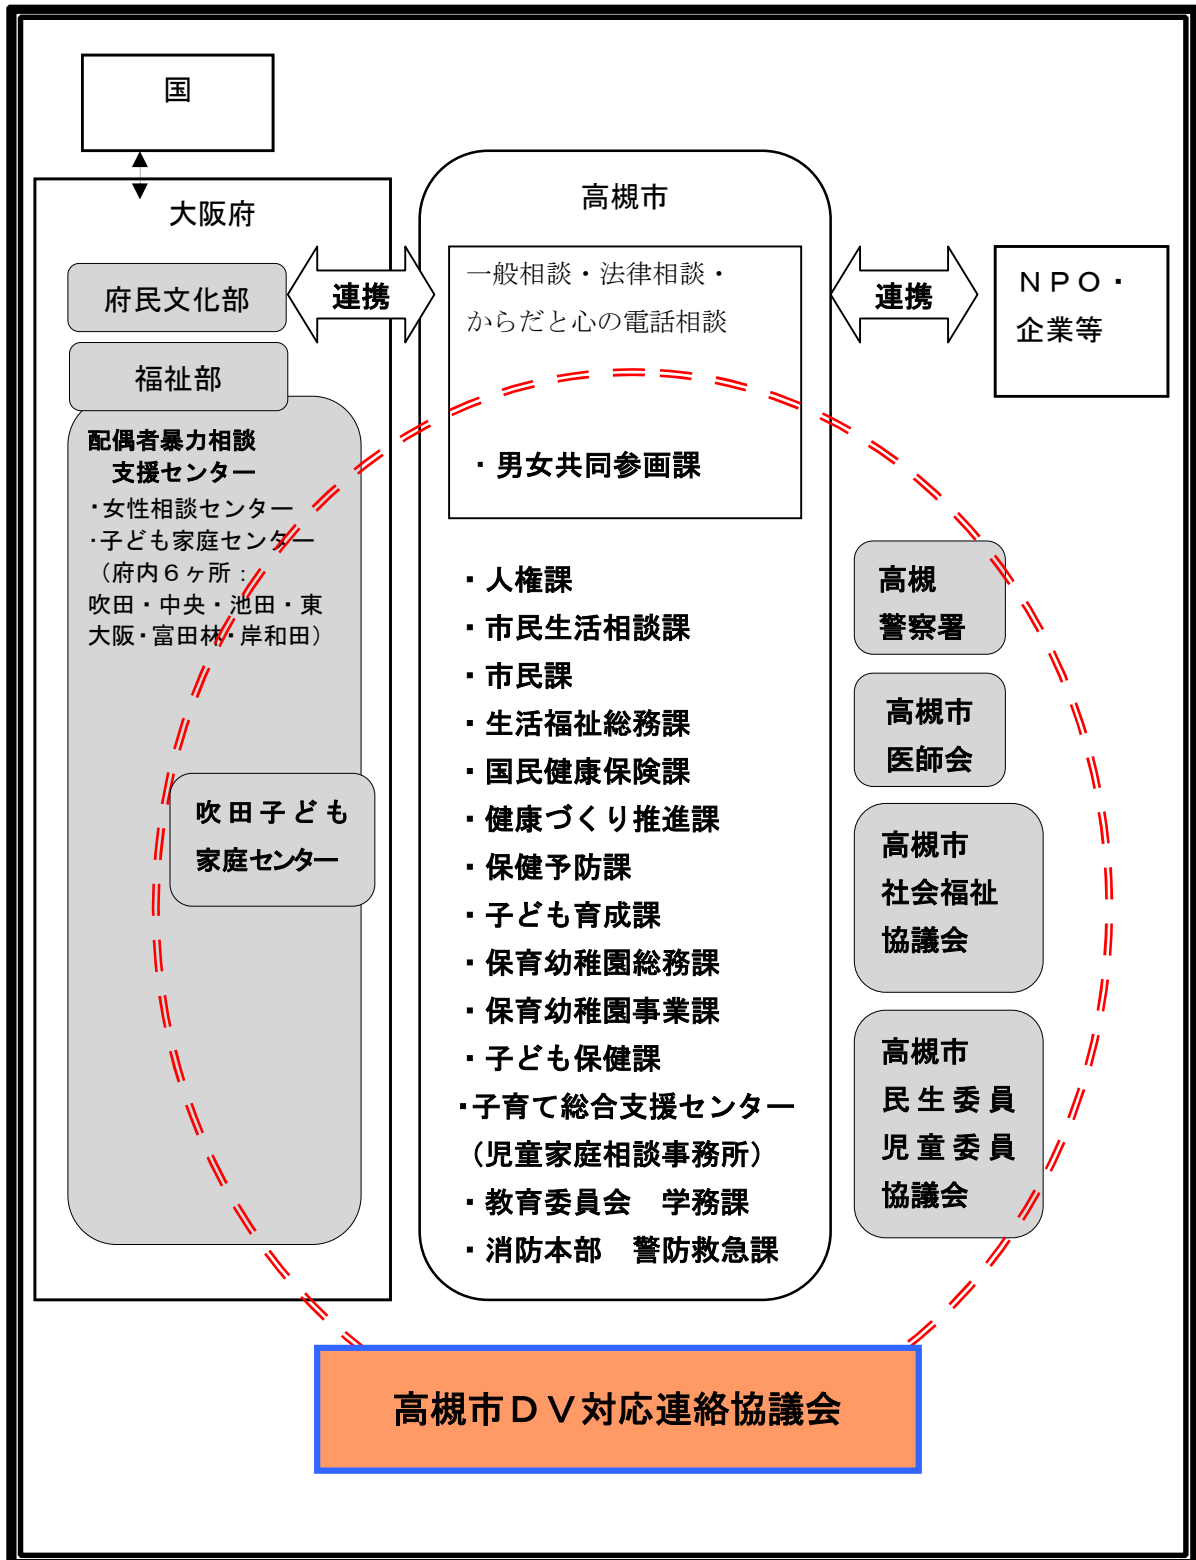 国
大阪府
府民文化部
福祉部
配偶者暴力相談
支援センター
・女性相談センター
・子ども家庭センター
（府内６ヶ所：
吹田・中央・池田・東
大阪・富田林・岸和田）
吹田子ども
家庭センター
連携
高槻市
一般相談・法律相談・
からだと心の電話相談
・男女共同参画課
・人権課
・市民生活相談課
・市民課
・生活福祉総務課
・国民健康保険課
・健康づくり推進課
・保健予防課
・子ども育成課
・保育幼稚園総務課
・保育幼稚園事業課
・子ども保健課
・子育て総合支援センター
（児童家庭相談事務所）
・教育委員会　学務課
・消防本部　警防救急課
連携
ＮＰＯ・
企業等
高槻
警察署
高槻市
医師会
高槻市
社会福祉
協議会
高槻市
民生委員
児童委員
協議会
高槻市ＤＶ対応連絡協議会